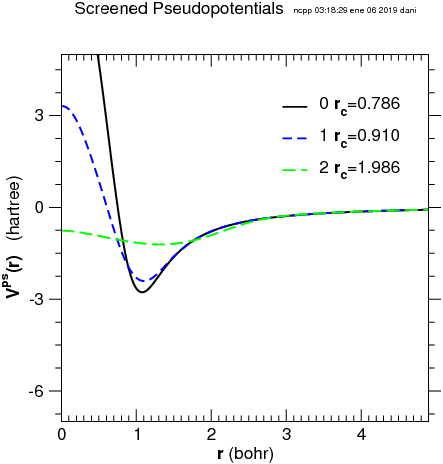 Screened Pseudopotentials ncpp 03:18:29 ene 06 2019 dani
0 rc=0.786
1 rc=0.910
2 rc=1.986
3
0
-3
-6
Vps(r) (hartree)
0 1 2 3 4
r (bohr)